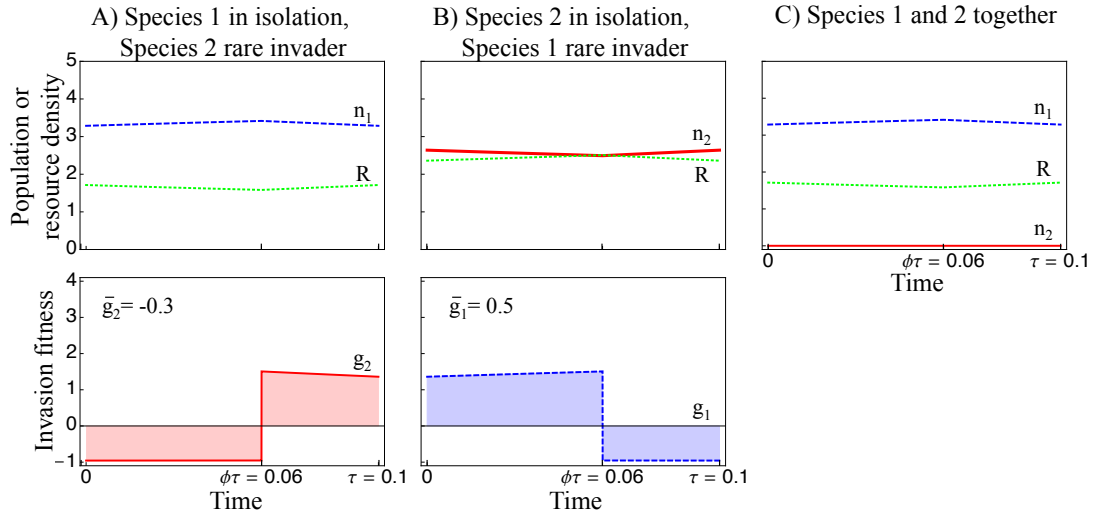 A) Species 1 in isolation,
Species 2 rare invader
B) Species 2 in isolation,
Species 1 rare invader
C) Species 1 and 2 together
Population or
resource density
5
4
3
2
1
0
n₁
R
n₂
R
n₁
R
n₂
0
ϕτ = 0.06
τ = 0.1
Time
Invasion fitness
4
3
2
1
0
-1
ḡ₂= -0.3
g₂
0
ϕτ = 0.06
τ = 0.1
Time
ḡ₁= 0.5
g₁
0
ϕτ = 0.06
τ = 0.1
Time